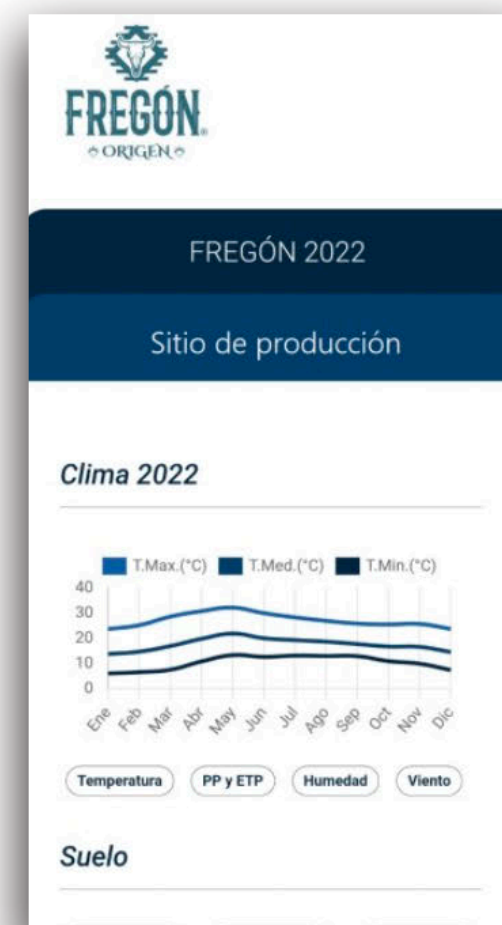 FREGÓN®
ORIGEN
FREGÓN 2022
Sitio de producción
Clima 2022
T.Max.(°C) T.Med.(°C) T.Min.(°C)
40
30
20
10
0
Ene Feb Mar Abr May Jun Jul Ago Sep Oct Nov Dic
Temperatura PP y ETP Humedad Viento
Suelo